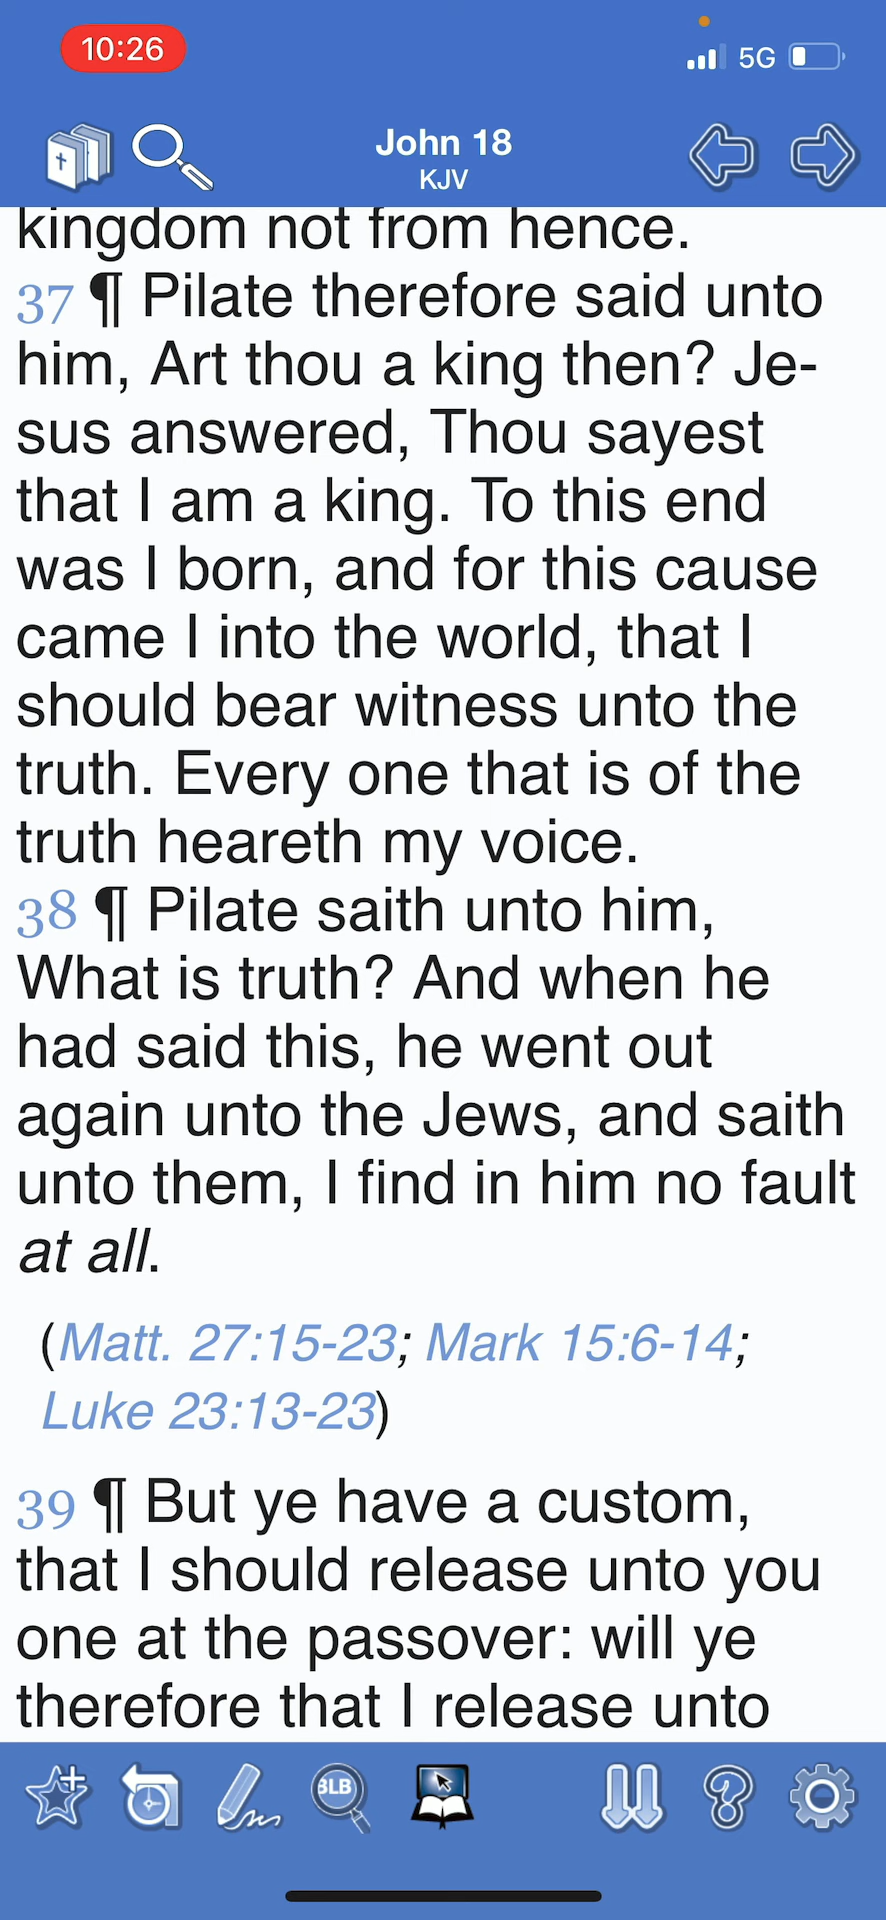 10:26
5G
John 18
KJV
kingdom not from hence.
37 ¶ Pilate therefore said unto
him, Art thou a king then? Je-
sus answered, Thou sayest
that I am a king. To this end
was I born, and for this cause
came I into the world, that I
should bear witness unto the
truth. Every one that is of the
truth heareth my voice.
38 ¶ Pilate saith unto him,
What is truth? And when he
had said this, he went out
again unto the Jews, and saith
unto them, I find in him no fault
at all.
(Matt. 27:15-23; Mark 15:6-14;
Luke 23:13-23)
39 ¶ But ye have a custom,
that I should release unto you
one at the passover: will ye
therefore that I release unto
BLB